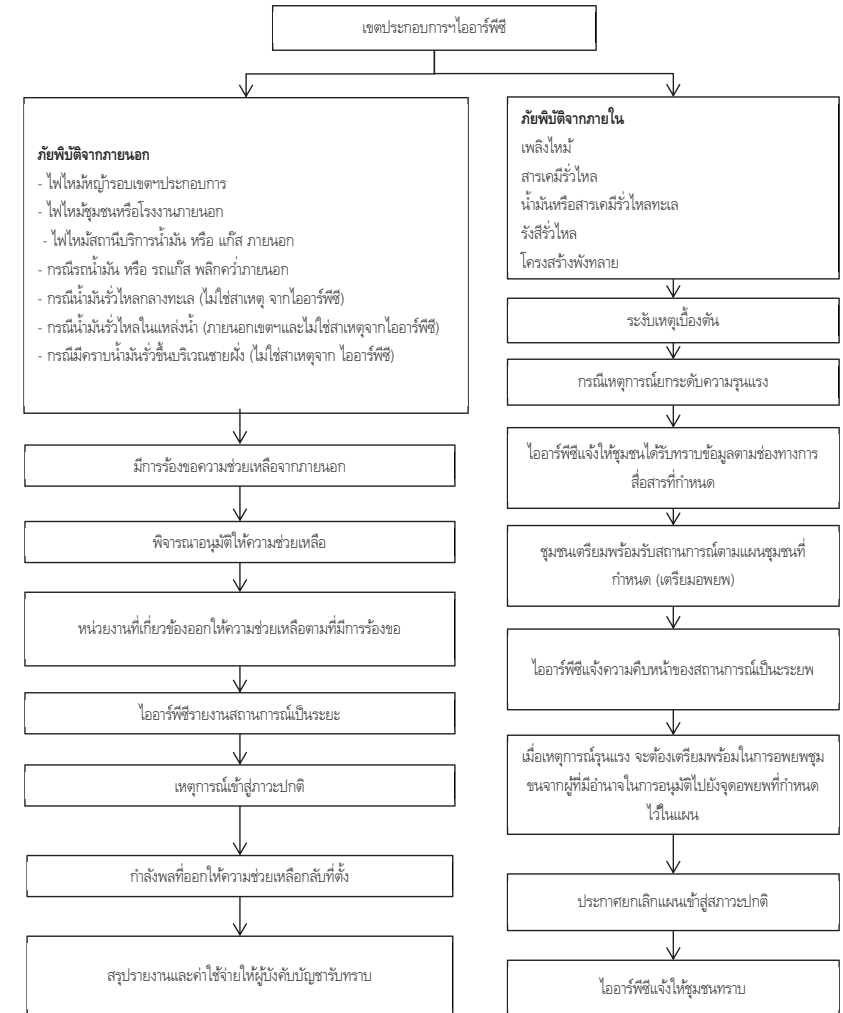 เขตประกอบการฯไออาร์พีซี
ภัยพิบัติจากภายนอก
- ไฟไหม้หญ้ารอบเขตฯประกอบการ
- ไฟไหม้ชุมชนหรือโรงงานภายนอก
- ไฟไหม้สถานีบริการน้ำมัน หรือ แก๊ส ภายนอก
- กรณีรถน้ำมัน หรือ รถแก๊ส พลิกคว่ำภายนอก
- กรณีน้ำมันรั่วไหลกลางทะเล (ไม่ใช่สาเหตุ จากไออาร์พีซี)
- กรณีน้ำมันรั่วไหลในแหล่งน้ำ (ภายนอกเขตฯและไม่ใช่สาเหตุจากไออาร์พีซี)
- กรณีมีคราบน้ำมันรั่วขึ้นบริเวณชายฝั่ง (ไม่ใช่สาเหตุจาก ไออาร์พีซี)
มีการร้องขอความช่วยเหลือจากภายนอก
พิจารณาอนุมัติให้ความช่วยเหลือ
หน่วยงานที่เกี่ยวข้องออกให้ความช่วยเหลือตามที่มีการร้องขอ
ไออาร์พีซีรายงานสถานการณ์เป็นระยะ
เหตุการณ์เข้าสู่ภาวะปกติ
กำลังพลที่ออกให้ความช่วยเหลือกลับที่ตั้ง
สรุปรายงานและค่าใช้จ่ายให้ผู้บังคับบัญชารับทราบ
ภัยพิบัติจากภายใน
เพลิงไหม้
สารเคมีรั่วไหล
น้ำมันหรือสารเคมีรั่วไหลทะเล
รังสีรั่วไหล
โครงสร้างพังทลาย
ระงับเหตุเบื้องต้น
กรณีเหตุการณ์ยกระดับความรุนแรง
ไออาร์พีซีแจ้งให้ชุมชนได้รับทราบข้อมูลตามช่องทางการ
สื่อสารที่กำหนด
ชุมชนเตรียมพร้อมรับสถานการณ์ตามแผนชุมชนที่
กำหนด (เตรียมอพยพ)
ไออาร์พีซีแจ้งความคืบหน้าของสถานการณ์เป็นะระยพ
เมื่อเหตุการณ์รุนแรง จะต้องเตรียมพร้อมในการอพยพชุม
ชนจากผู้ที่มีอำนาจในการอนุมัติไปยังจุดอพยพที่กำหนด
ไว้ในแผน
ประกาศยกเลิกแผนเข้าสู่สภาวะปกติ
ไออาร์พีซีแจ้งให้ชุมชนทราบ